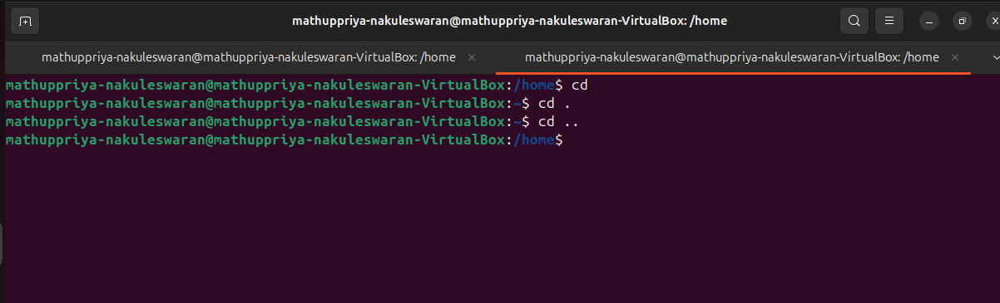 mathuppriya-nakuleswaran@mathuppriya-nakuleswaran-VirtualBox: /home
mathuppriya-nakuleswaran@mathuppriya-nakuleswaran-VirtualBox: /home
mathuppriya-nakuleswaran@mathuppriya-nakuleswaran-VirtualBox: /home
mathuppriya-nakuleswaran@mathuppriya-nakuleswaran-VirtualBox:/home$ cd
mathuppriya-nakuleswaran@mathuppriya-nakuleswaran-VirtualBox:~$ cd .
mathuppriya-nakuleswaran@mathuppriya-nakuleswaran-VirtualBox:~$ cd ..
mathuppriya-nakuleswaran@mathuppriya-nakuleswaran-VirtualBox:/home$